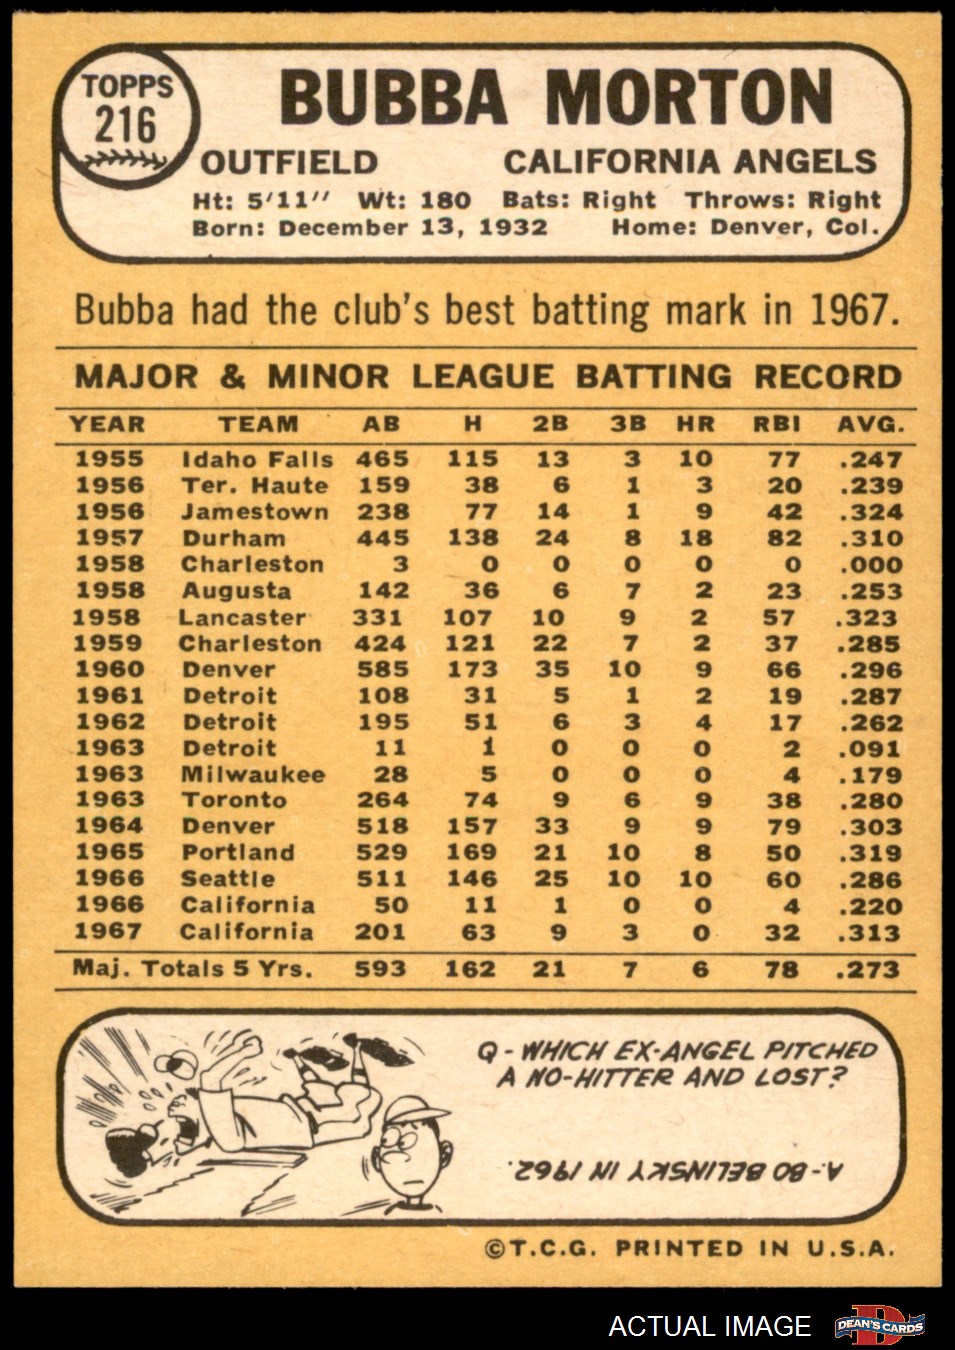 TOPPS
216
BUBBA MORTON
OUTFIELD CALIFORNIA ANGELS
Ht: 5'11" Wt: 180 Bats: Right Throws: Right
Born: December 13, 1932 Home: Denver, Col.
Bubba had the club's best batting mark in 1967.
MAJOR & MINOR LEAGUE BATTING RECORD
YEAR TEAM AB H 2B 3B HR RBI AVG.
1955 Idaho Falls 465 115 13 3 10 77 .247
1956 Ter. Haute 159 38 6 1 3 20 .239
1956 Jamestown 238 77 14 1 9 42 .324
1957 Durham 445 138 24 8 18 82 .310
1958 Charleston 3 0 0 0 0 0 .000
1958 Augusta 142 36 6 7 2 23 .253
1958 Lancaster 331 107 10 9 2 57 .323
1959 Charleston 424 121 22 7 2 37 .285
1960 Denver 585 173 35 10 9 66 .296
1961 Detroit 108 31 5 1 2 19 .287
1962 Detroit 195 51 6 3 4 17 .262
1963 Detroit 11 1 0 0 0 2 .091
1963 Milwaukee 28 5 0 0 0 4 .179
1963 Toronto 264 74 9 6 9 38 .280
1964 Denver 518 157 33 9 9 79 .303
1965 Portland 529 169 21 10 8 50 .319
1966 Seattle 511 146 25 10 10 60 .286
1966 California 50 11 1 0 0 4 .220
1967 California 201 63 9 3 0 32 .313
Maj. Totals 5 Yrs. 593 162 21 7 6 78 .273
Q - WHICH EX-ANGEL PITCHED
A NO-HITTER AND LOST?
A - BO BELINSKY IN 1962.
©T.C.G. PRINTED IN U.S.A.
ACTUAL IMAGE
D
DEAN'S CARDS